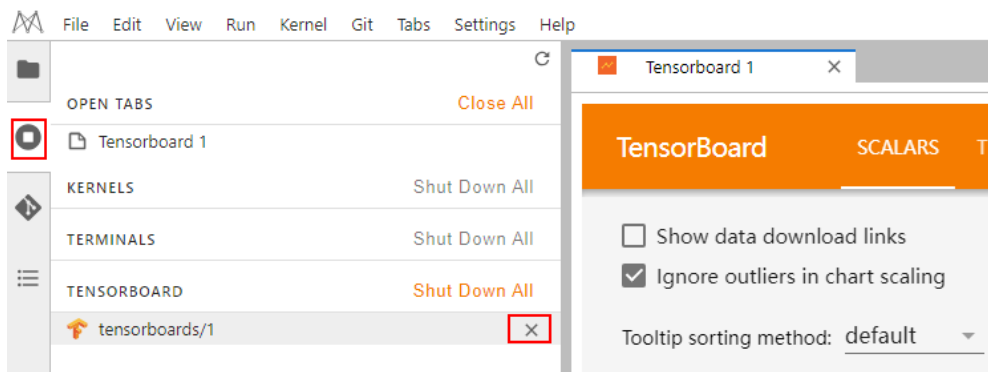 File Edit View Run Kernel Git Tabs Settings Help
OPEN TABS Close All
Tensorboard 1
KERNELS Shut Down All
TERMINALS Shut Down All
TENSORBOARD Shut Down All
tensorboards/1
Tensorboard 1
TensorBoard SCALARS T
Show data download links
Ignore outliers in chart scaling
Tooltip sorting method: default